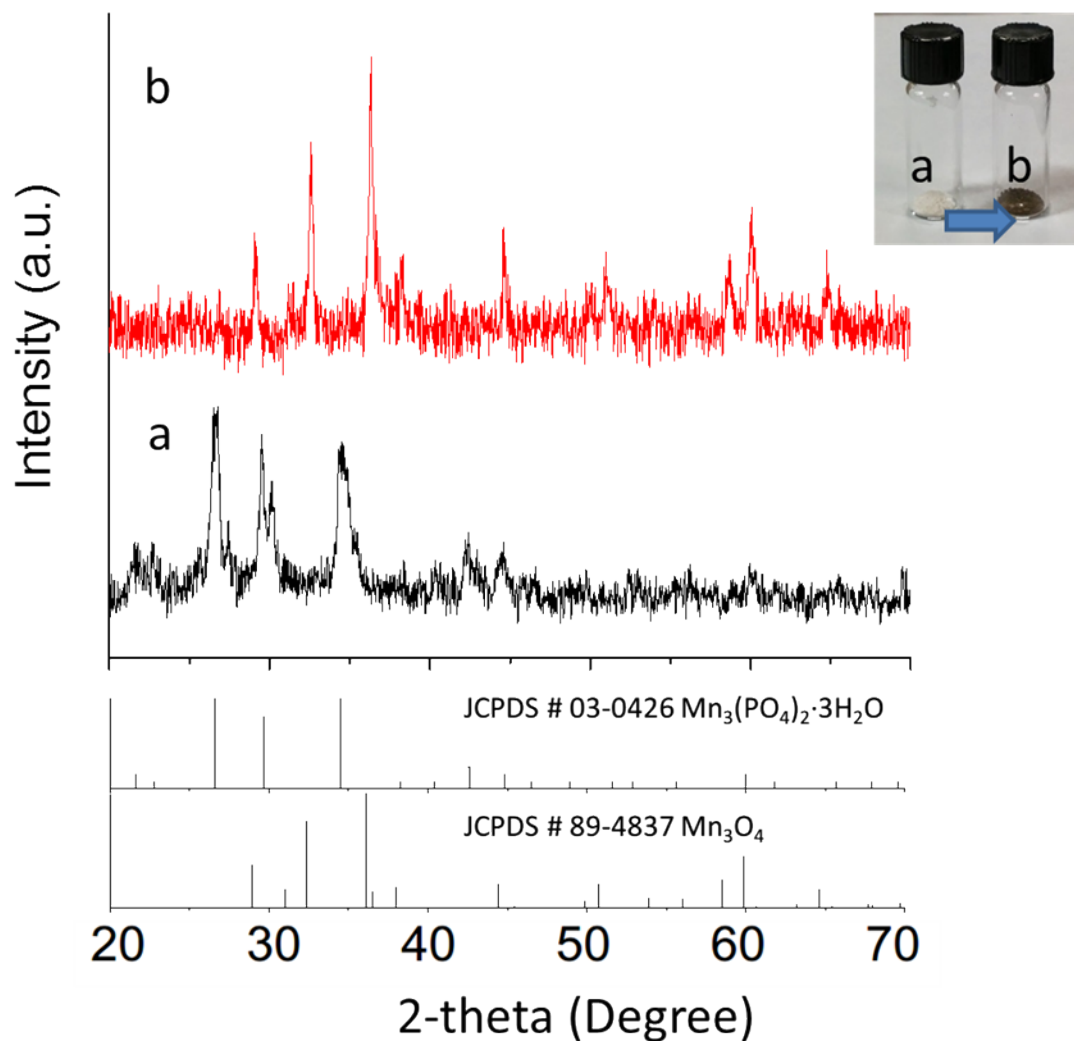 b
a
b
a
Intensity (a.u.)
JCPDS # 03-0426 Mn₃(PO₄)₂·3H₂O
JCPDS # 89-4837 Mn₃O₄
20 30 40 50 60 70
2-theta (Degree)